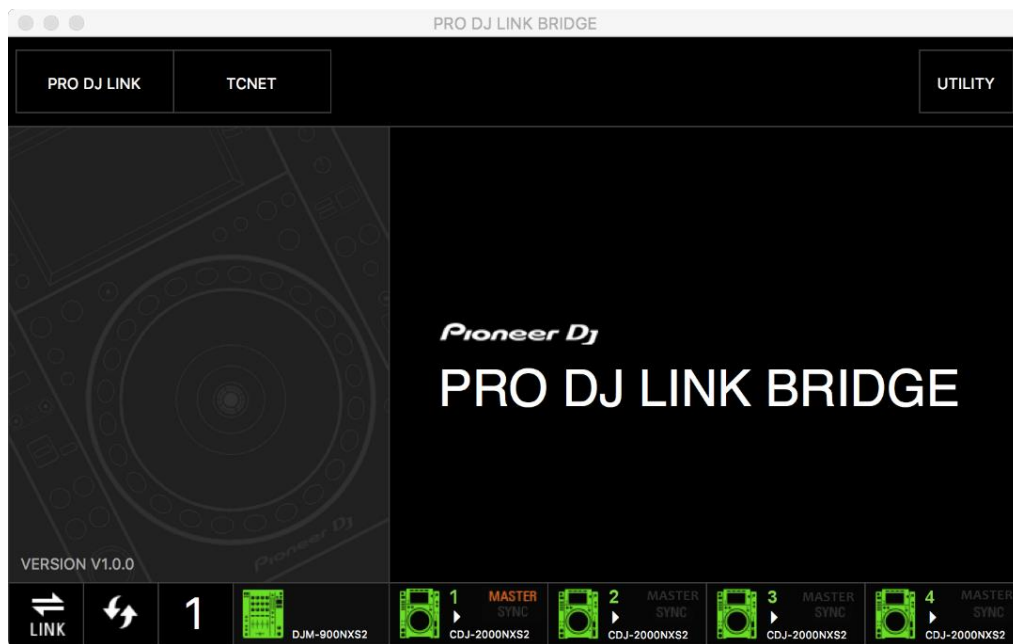 PRO DJ LINK BRIDGE
PRO DJ LINK
TCNET
UTILITY
Pioneer Dj
PRO DJ LINK BRIDGE
Pioneer Dj
VERSION V1.0.0
LINK
1
DJM-900NXS2
1 MASTER
SYNC
CDJ-2000NXS2
2 MASTER
SYNC
CDJ-2000NXS2
3 MASTER
SYNC
CDJ-2000NXS2
4 MASTER
SYNC
CDJ-2000NXS2